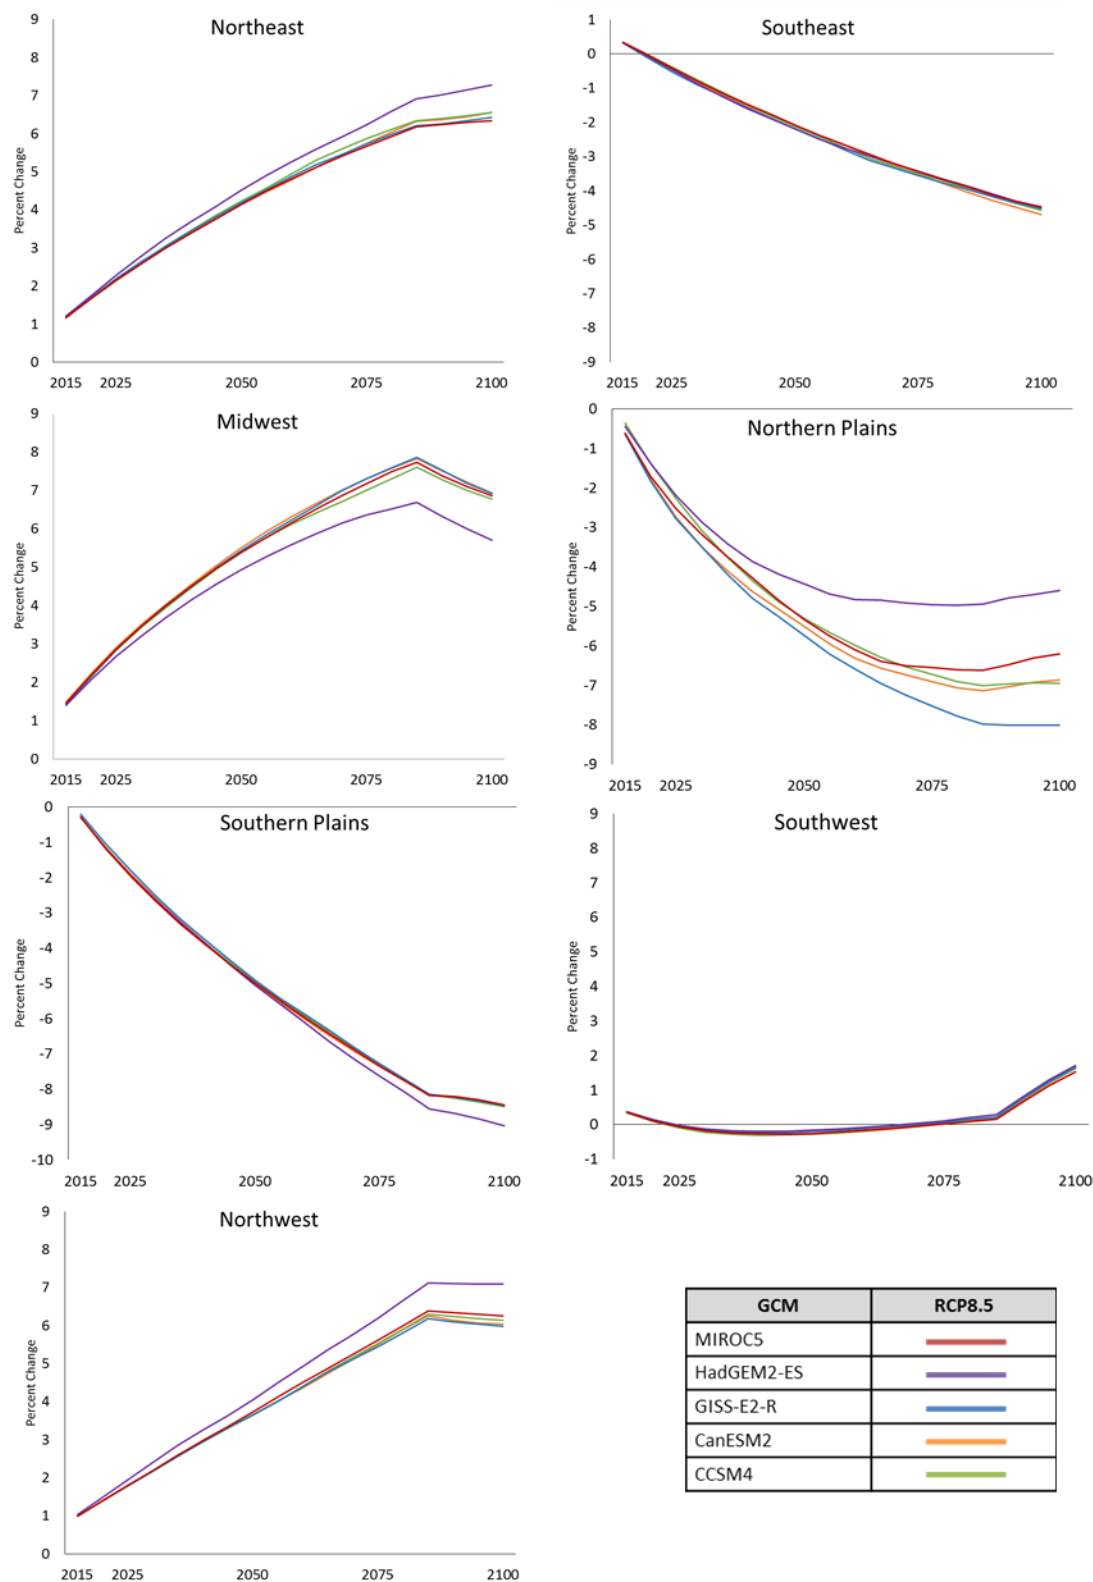 Northeast
Percent Change
9
8
7
6
5
4
3
2
1
0
2015 2025 2050 2075 2100
Southeast
Percent Change
1
0
-1
-2
-3
-4
-5
-6
-7
-8
-9
2015 2025 2050 2075 2100
Midwest
Percent Change
9
8
7
6
5
4
3
2
1
0
2015 2025 2050 2075 2100
Northern Plains
Percent Change
0
-1
-2
-3
-4
-5
-6
-7
-8
-9
2015 2025 2050 2075 2100
Southern Plains
Percent Change
0
-1
-2
-3
-4
-5
-6
-7
-8
-9
-10
2015 2025 2050 2075 2100
Southwest
Percent Change
9
8
7
6
5
4
3
2
1
0
-1
2015 2025 2050 2075 2100
Northwest
Percent Change
9
8
7
6
5
4
3
2
1
0
2015 2025 2050 2075 2100
GCM RCP8.5
MIROC5
HadGEM2-ES
GISS-E2-R
CanESM2
CCSM4